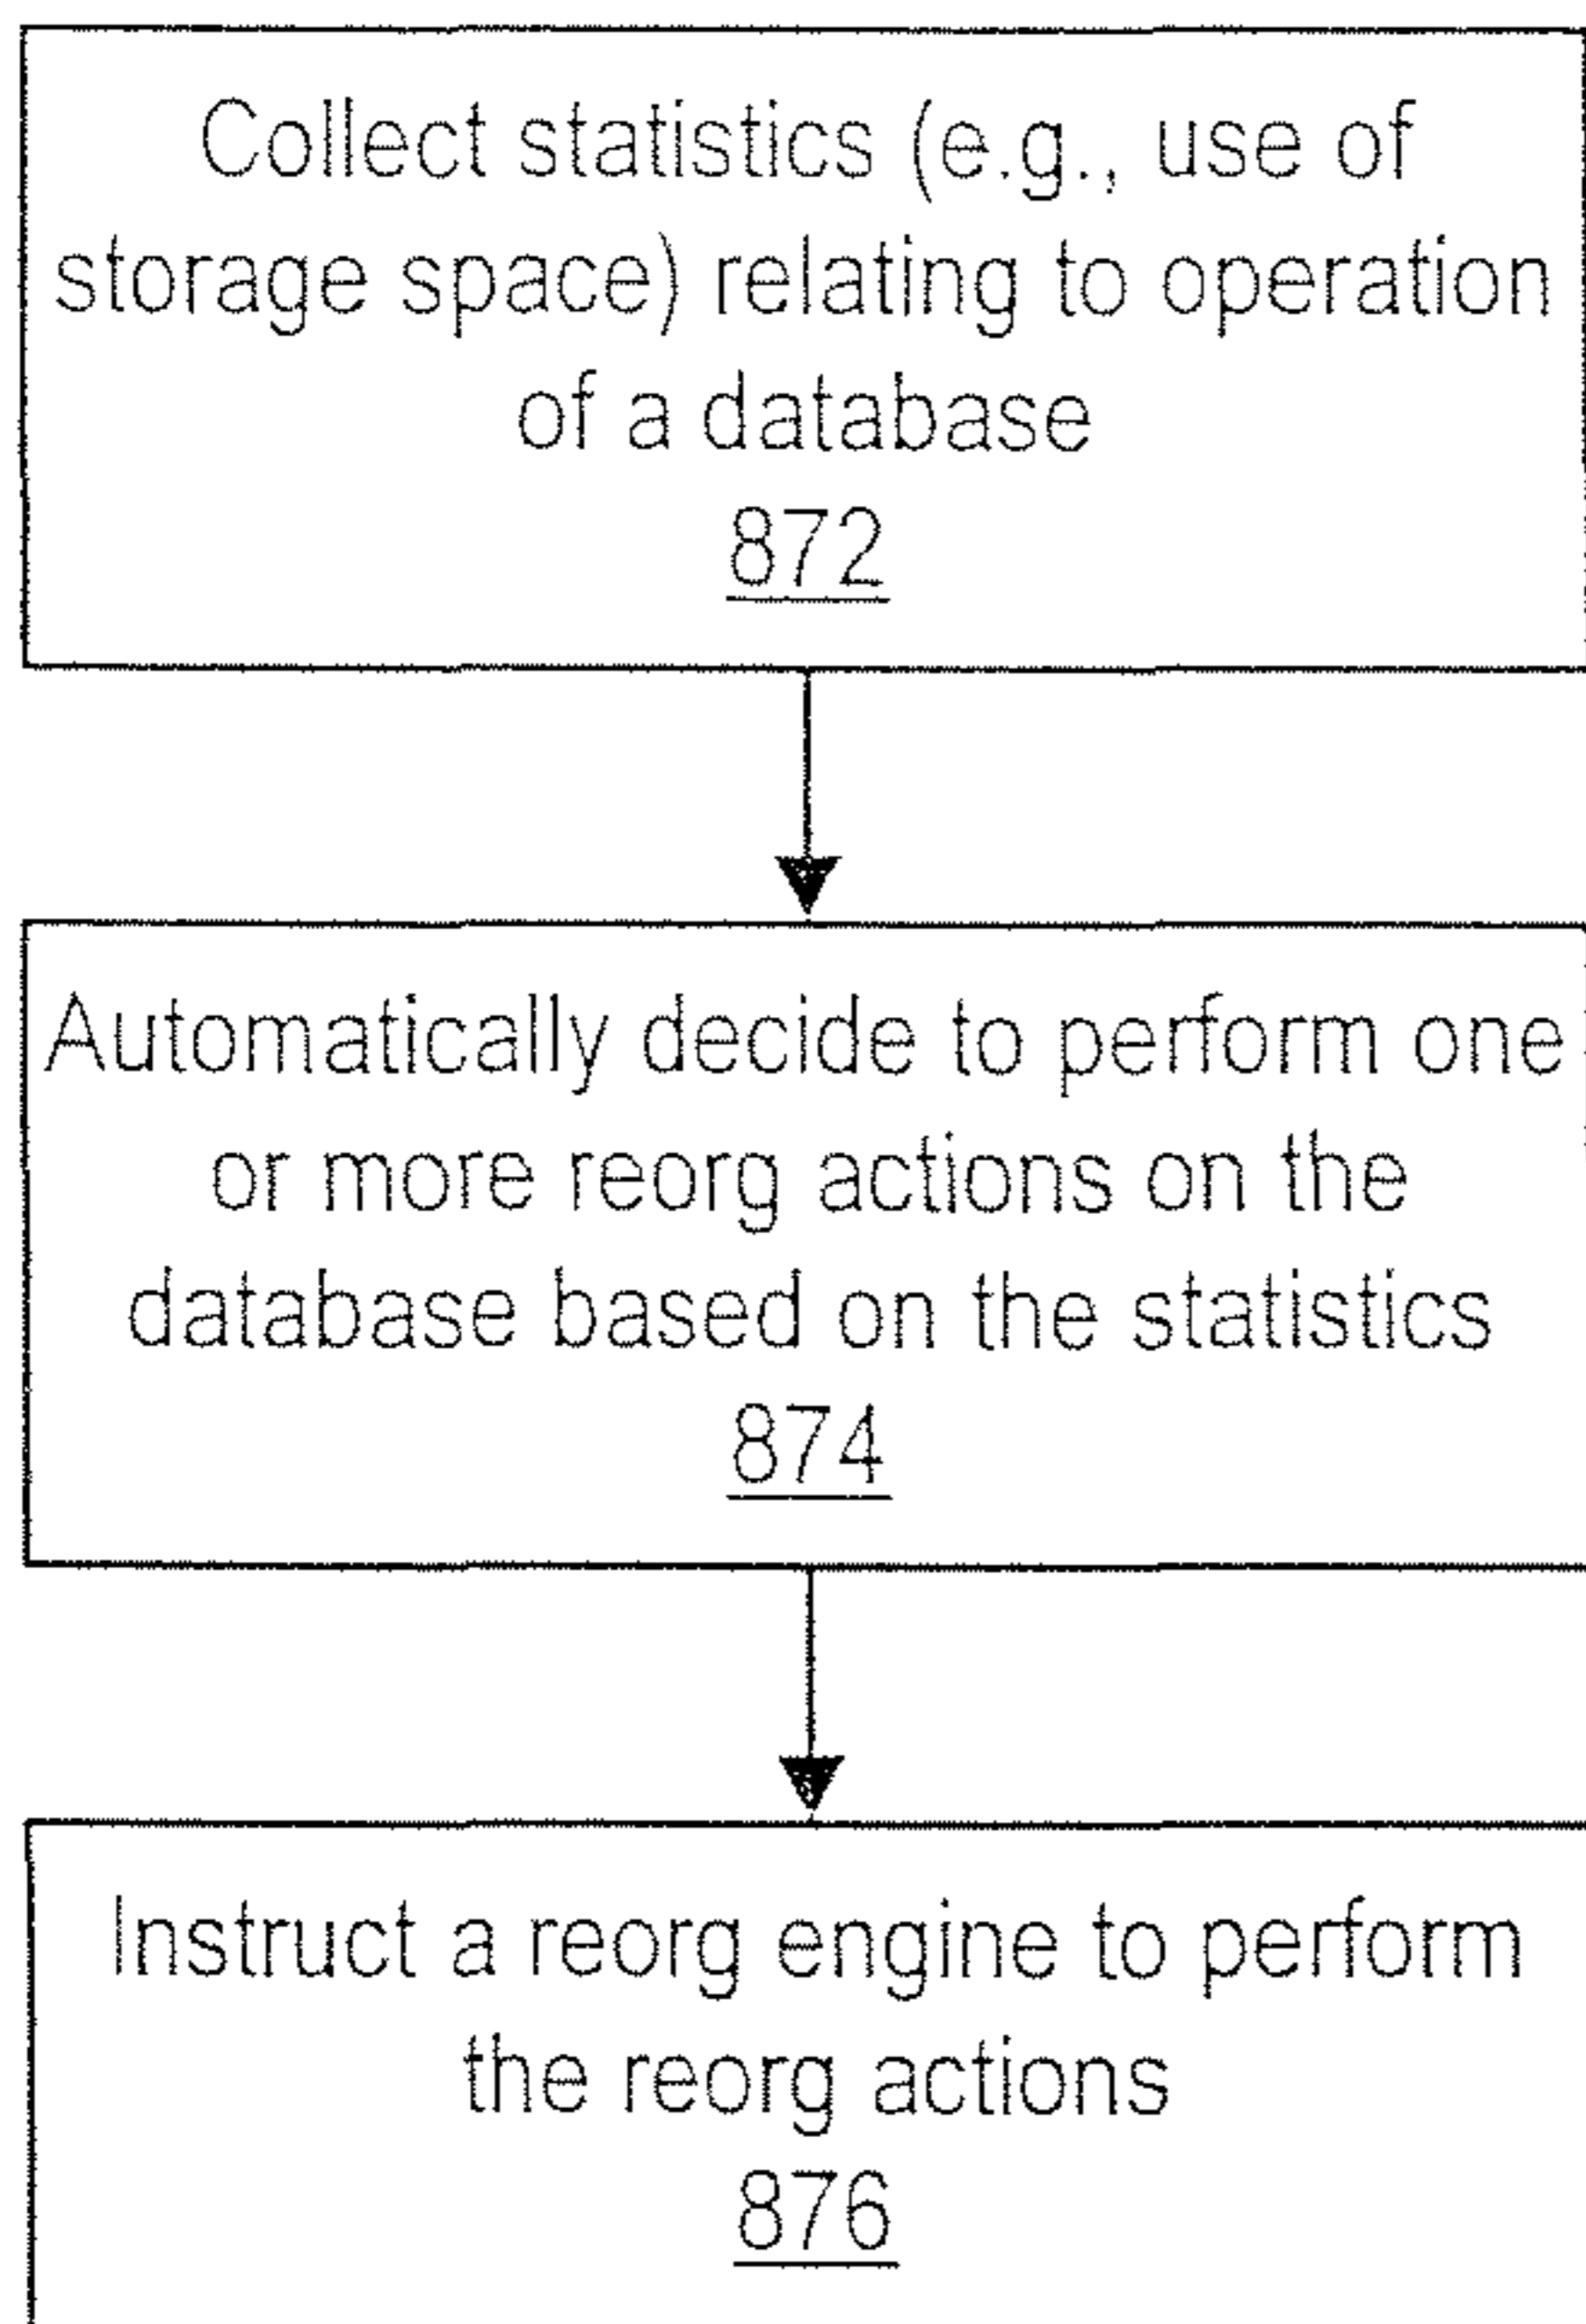 Collect statistics (e.g., use of
storage space) relating to operation
of a database
872
Automatically decide to perform one
or more reorg actions on the
database based on the statistics
874
Instruct a reorg engine to perform
the reorg actions
876